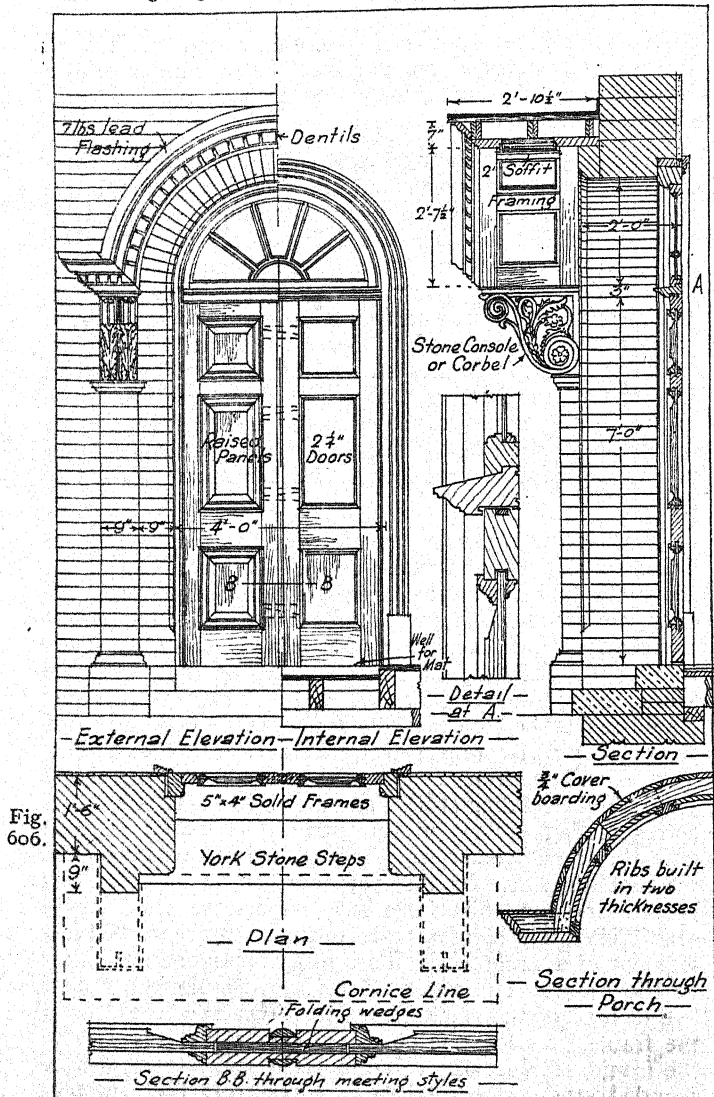 2'-10½"
7 lbs lead
Flashing
Dentils
7"
2' Soffit
Framing
2'-7½"
2'-0"
3"
A
Stone Console
or Corbel
Raised
Panels
2¼"
Doors
7'-0"
9"
9"
4'-0"
B
B
Well
for
Mat
Detail
at A.
External Elevation
Internal Elevation
Section
Fig.
606.
1'-6"
5"x4" Solid Frames
¾" Cover
boarding
York Stone Steps
9"
Ribs built
in two
thicknesses
Plan
Cornice Line
Section through
Porch
Folding wedges
Section B.B. through meeting styles